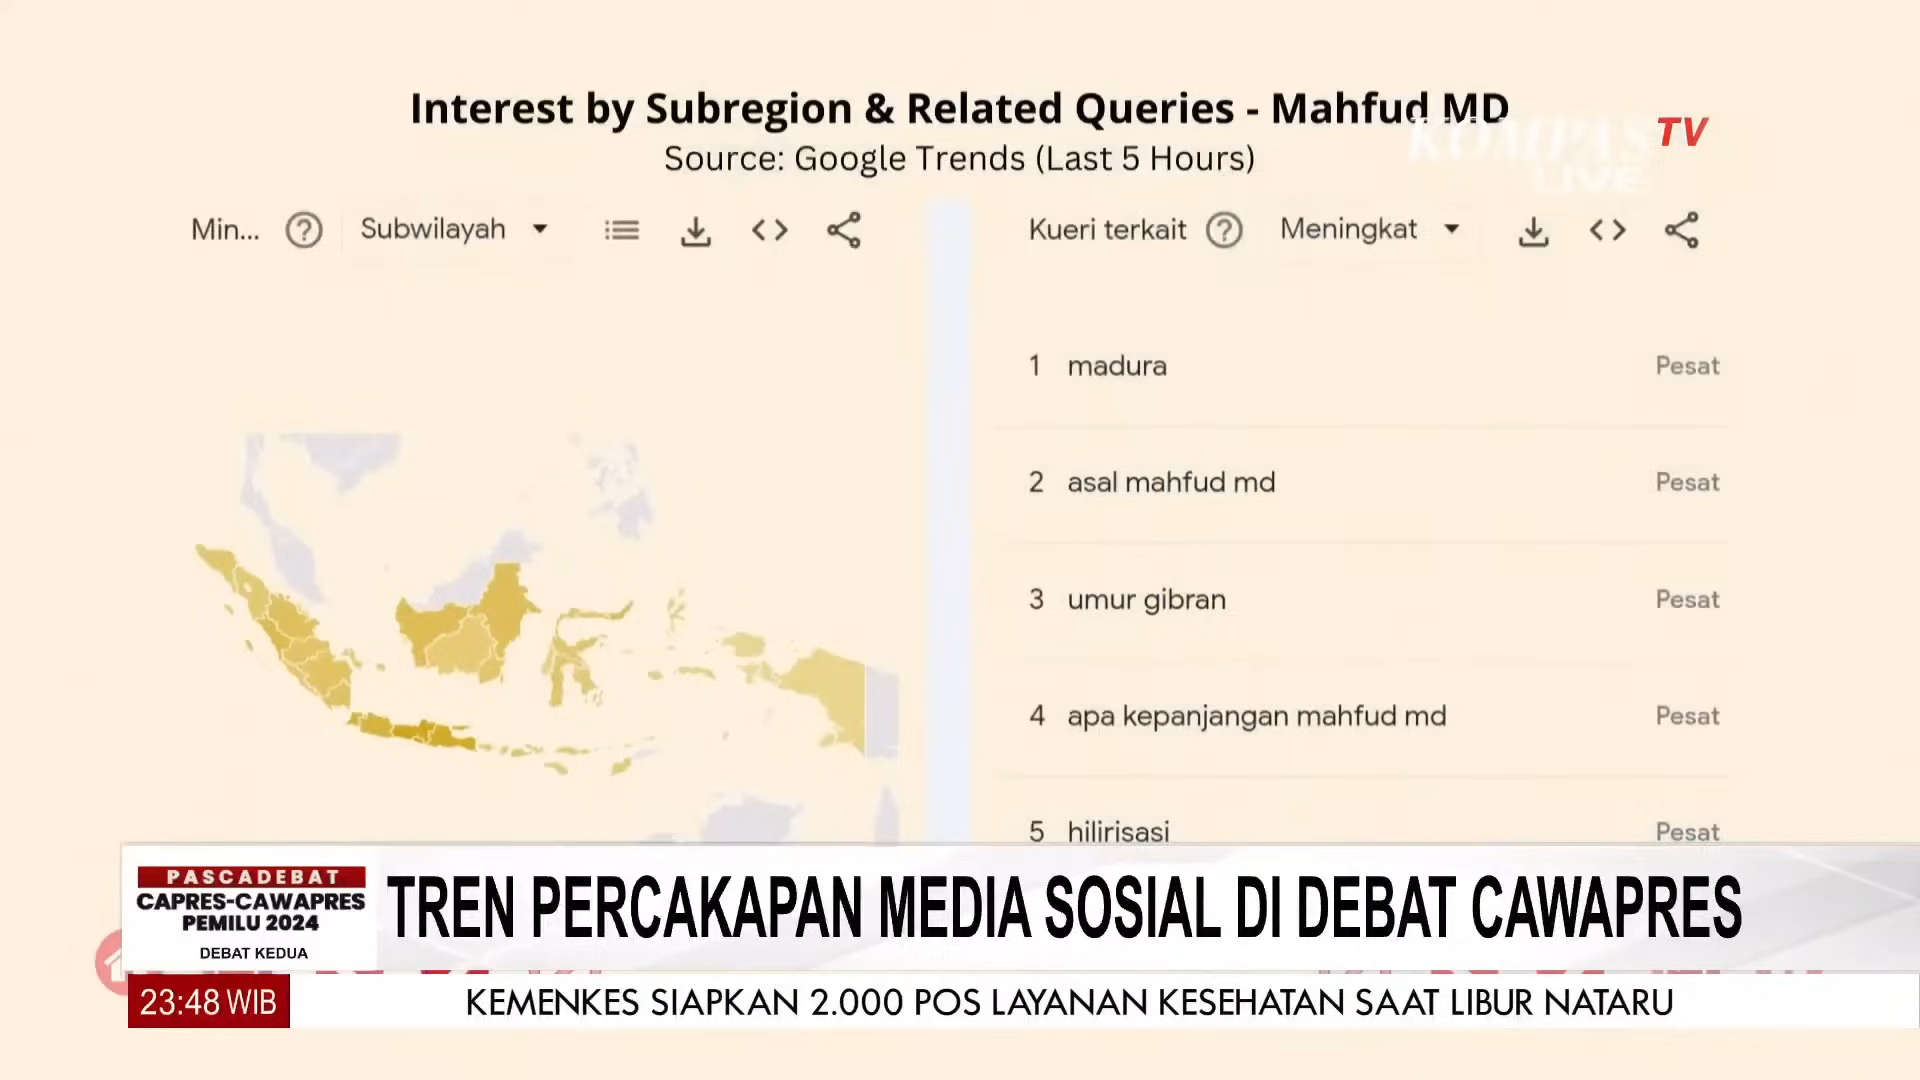 Interest by Subregion & Related Queries - Mahfud MD
Source: Google Trends (Last 5 Hours)
KOMPAS TV
LIVE
Min... Subwilayah
Kueri terkait Meningkat
1 madura Pesat
2 asal mahfud md Pesat
3 umur gibran Pesat
4 apa kepanjangan mahfud md Pesat
5 hilirisasi Pesat
PASCADEBAT
CAPRES-CAWAPRES
PEMILU 2024
DEBAT KEDUA
TREN PERCAKAPAN MEDIA SOSIAL DI DEBAT CAWAPRES
23:48 WIB
KEMENKES SIAPKAN 2.000 POS LAYANAN KESEHATAN SAAT LIBUR NATARU